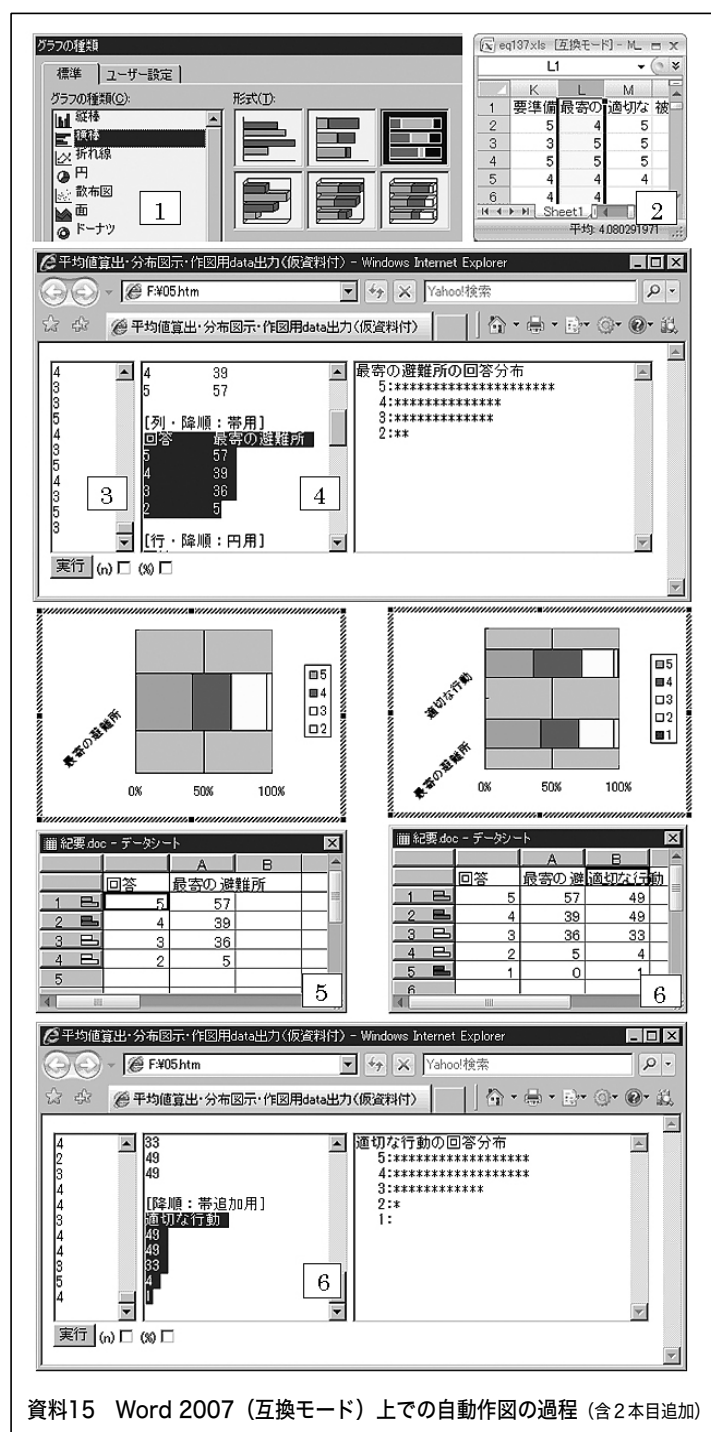 グラフの種類
標準 ユーザー設定
グラフの種類(C):
形式(T):
縦棒
横棒
折れ線
円
散布図
面
ドーナツ
1
eq137.xls [互換モード] - M...
L1
K L M
1 要準備 最寄の 適切な 被
2 5 4 5
3 3 5 5
4 5 5 5
5 4 4 4
6 4 4
Sheet1
2
平均: 4.080291971
平均値算出・分布図示・作図用data出力(仮資料付) - Windows Internet Explorer
F:¥05.htm
Yahoo!検索
平均値算出・分布図示・作図用data出力(仮資料付)
4
3
3
5
4
3
5
4
3
5
3
3
4 39
5 57
[列・降順:帯用]
回答 最寄の避難所
5 57
4 39
3 36
2 5
[行・降順:円用]
4
最寄の避難所の回答分布
5:**********************
4:**************
3:*************
2:**
実行 (n) (%)
最寄の避難所
0% 50% 100%
5
4
3
2
適切な行動
最寄の避難所
0% 50% 100%
5
4
3
2
1
紀要.doc - データシート
A B
回答 最寄の避難所
1 5 57
2 4 39
3 3 36
4 2 5
5
5
紀要.doc - データシート
A B
回答 最寄の避 適切な行動
1 5 57 49
2 4 39 49
3 3 36 33
4 2 5 4
5 1 0 1
6
6
平均値算出・分布図示・作図用data出力(仮資料付) - Windows Internet Explorer
F:¥05.htm
Yahoo!検索
平均値算出・分布図示・作図用data出力(仮資料付)
4
2
3
4
4
3
4
4
3
5
4
33
49
49
[降順:帯追加用]
適切な行動
49
49
33
4
1
6
適切な行動の回答分布
5:******************
4:******************
3:************
2:*
1:
実行 (n) (%)
資料15 Word 2007(互換モード)上での自動作図の過程(含2本目追加)